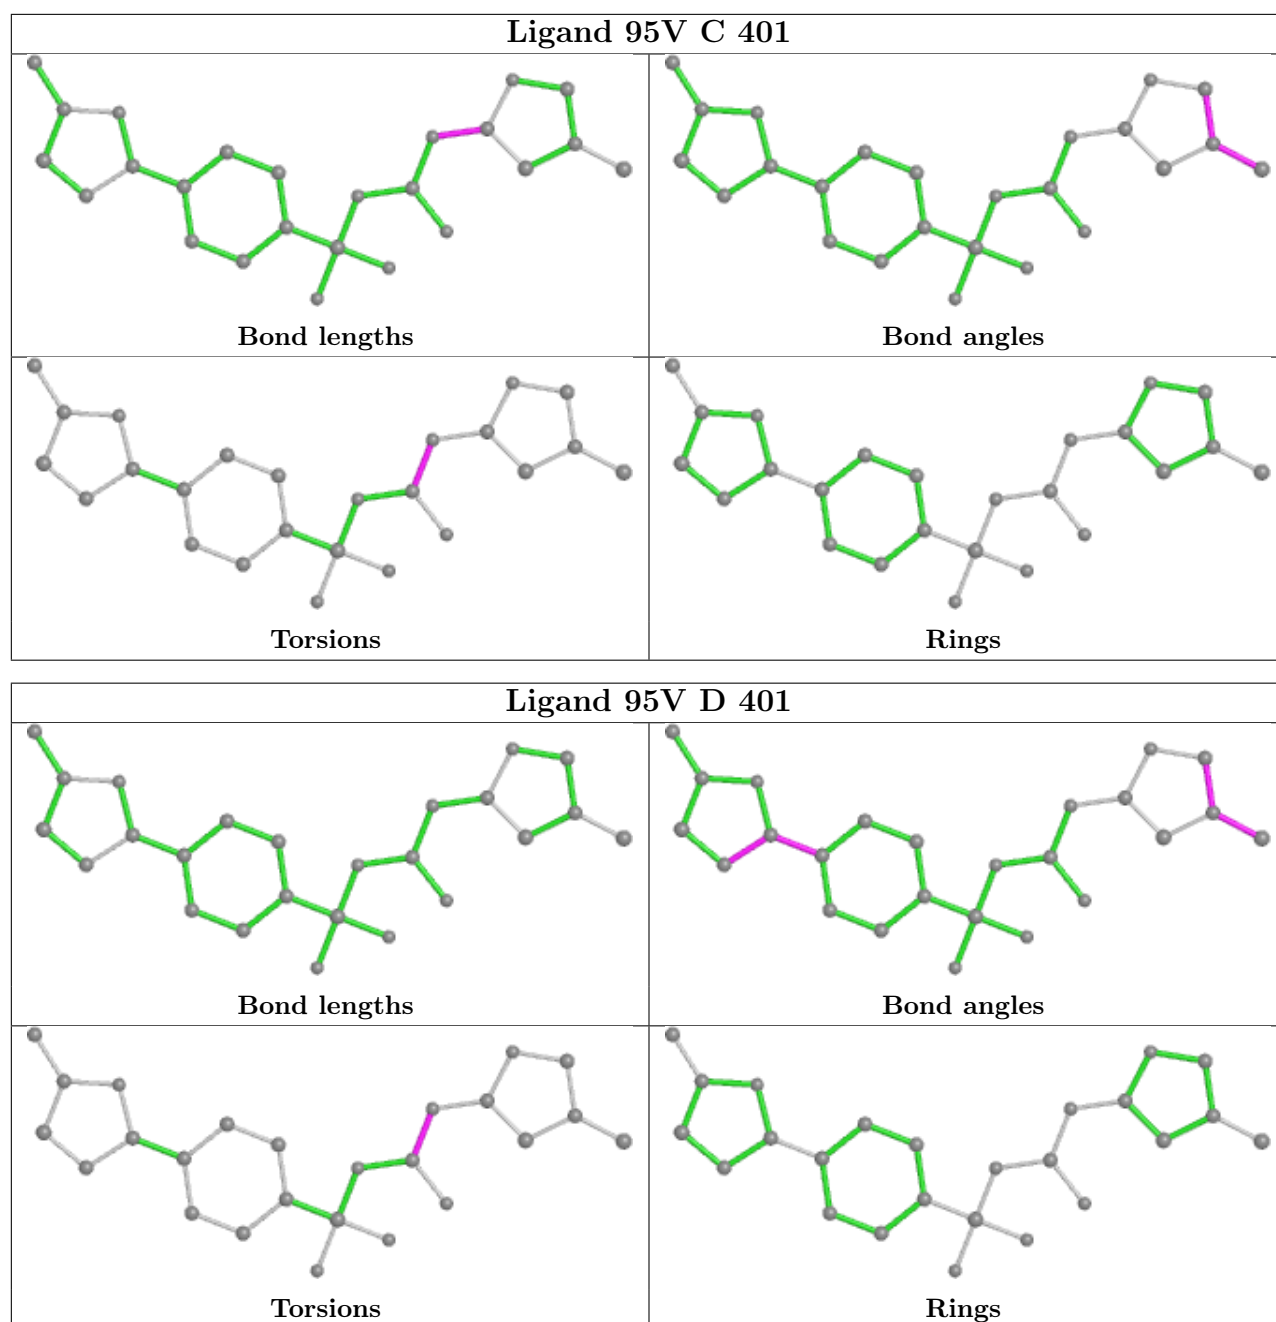 Ligand 95V C 401
Bond lengths
Bond angles
Torsions
Rings
Ligand 95V D 401
Bond lengths
Bond angles
Torsions
Rings